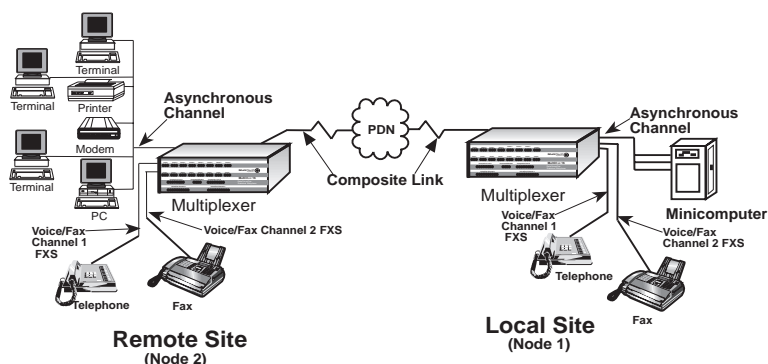 Terminal
Terminal
Printer
Asynchronous
Channel
Modem
Terminal
PC
Multiplexer
Voice/Fax
Channel 1
FXS
Voice/Fax Channel 2 FXS
Telephone
Fax
Remote Site
(Node 2)
PDN
Composite Link
Asynchronous
Channel
Multiplexer
Minicomputer
Voice/Fax
Channel 1
FXS
Voice/Fax
Channel 2 FXS
Telephone
Fax
Local Site
(Node 1)